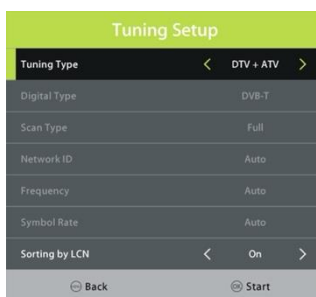 Tuning Setup
Tuning Type < DTV + ATV >
Digital Type DVB-T
Scan Type Full
Network ID Auto
Frequency Auto
Symbol Rate Auto
Sorting by LCN < On >
Back OK Start